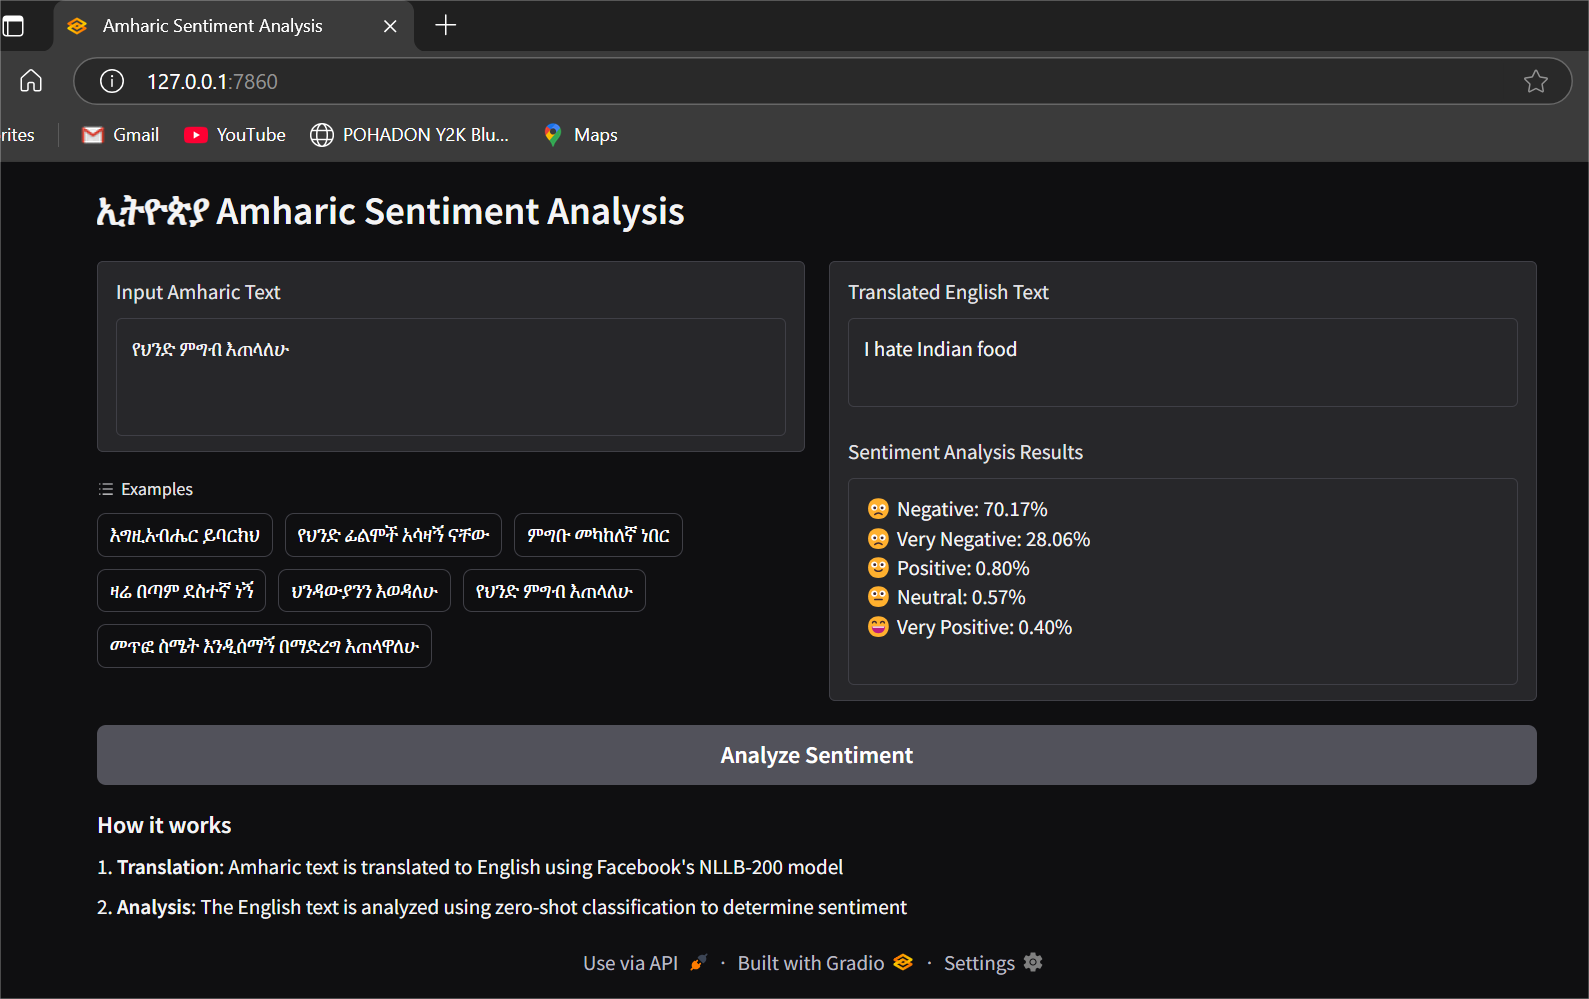 Amharic Sentiment Analysis
127.0.0.1:7860
rites
Gmail
YouTube
POHADON Y2K Blu...
Maps
ኢትዮጵያ Amharic Sentiment Analysis
Input Amharic Text
የህንድ ምግብ እጠላለሁ
Examples
እግዚአብሔር ይባርክህ
የህንድ ፊልሞች አሳዛኝ ናቸው
ምግቡ መካከለኛ ነበር
ዛሬ በጣም ደስተኛ ነኝ
ህንዳውያንን እወዳለሁ
የህንድ ምግብ እጠላለሁ
መጥፎ ስሜት እንዲሰማኝ በማድረግ እጠላዋለሁ
Translated English Text
I hate Indian food
Sentiment Analysis Results
Negative: 70.17%
Very Negative: 28.06%
Positive: 0.80%
Neutral: 0.57%
Very Positive: 0.40%
Analyze Sentiment
How it works
1. Translation: Amharic text is translated to English using Facebook's NLLB-200 model
2. Analysis: The English text is analyzed using zero-shot classification to determine sentiment
Use via API · Built with Gradio · Settings